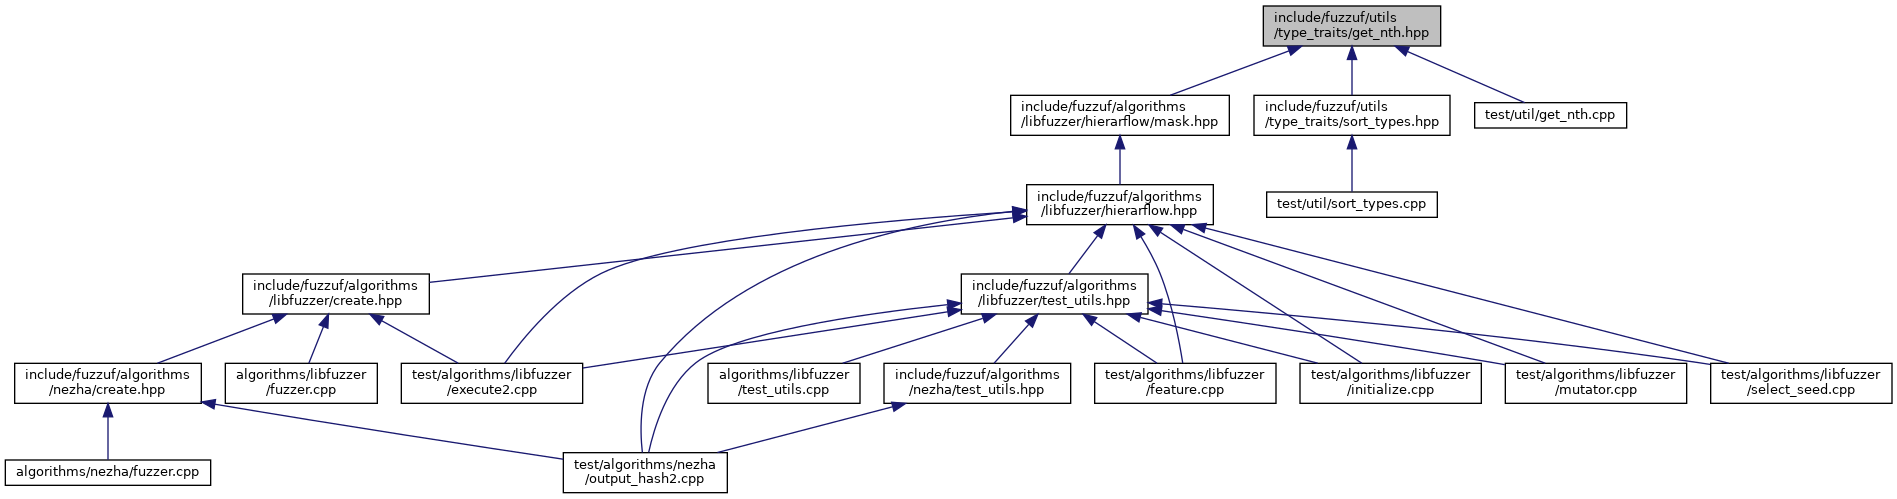 include/fuzzuf/utils
/type_traits/get_nth.hpp
include/fuzzuf/algorithms
/libfuzzer/hierarflow/mask.hpp
include/fuzzuf/utils
/type_traits/sort_types.hpp
test/util/get_nth.cpp
include/fuzzuf/algorithms
/libfuzzer/hierarflow.hpp
test/util/sort_types.cpp
include/fuzzuf/algorithms
/libfuzzer/create.hpp
include/fuzzuf/algorithms
/libfuzzer/test_utils.hpp
include/fuzzuf/algorithms
/nezha/create.hpp
algorithms/libfuzzer
/fuzzer.cpp
test/algorithms/libfuzzer
/execute2.cpp
algorithms/libfuzzer
/test_utils.cpp
include/fuzzuf/algorithms
/nezha/test_utils.hpp
test/algorithms/libfuzzer
/feature.cpp
test/algorithms/libfuzzer
/initialize.cpp
test/algorithms/libfuzzer
/mutator.cpp
test/algorithms/libfuzzer
/select_seed.cpp
algorithms/nezha/fuzzer.cpp
test/algorithms/nezha
/output_hash2.cpp